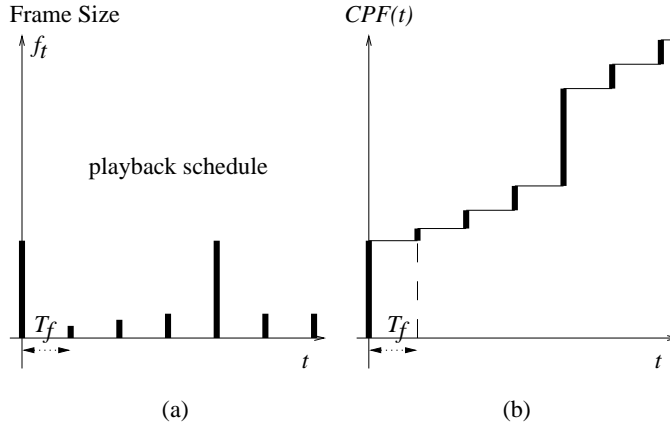 Frame Size
f_t
playback schedule
T_f
t
(a)
CPF(t)
T_f
t
(b)